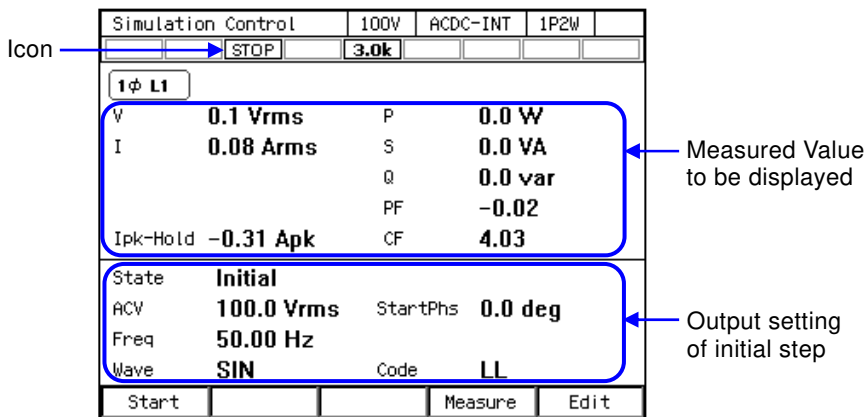 Simulation Control 100V ACDC-INT 1P2W
Icon STOP 3.0k
1ϕ L1
V 0.1 Vrms P 0.0 W
I 0.08 Arms S 0.0 VA
Q 0.0 var
PF −0.02
Ipk-Hold −0.31 Apk CF 4.03
Measured Value
to be displayed
State Initial
ACV 100.0 Vrms StartPhs 0.0 deg
Freq 50.00 Hz
Wave SIN Code LL
Output setting
of initial step
Start Measure Edit